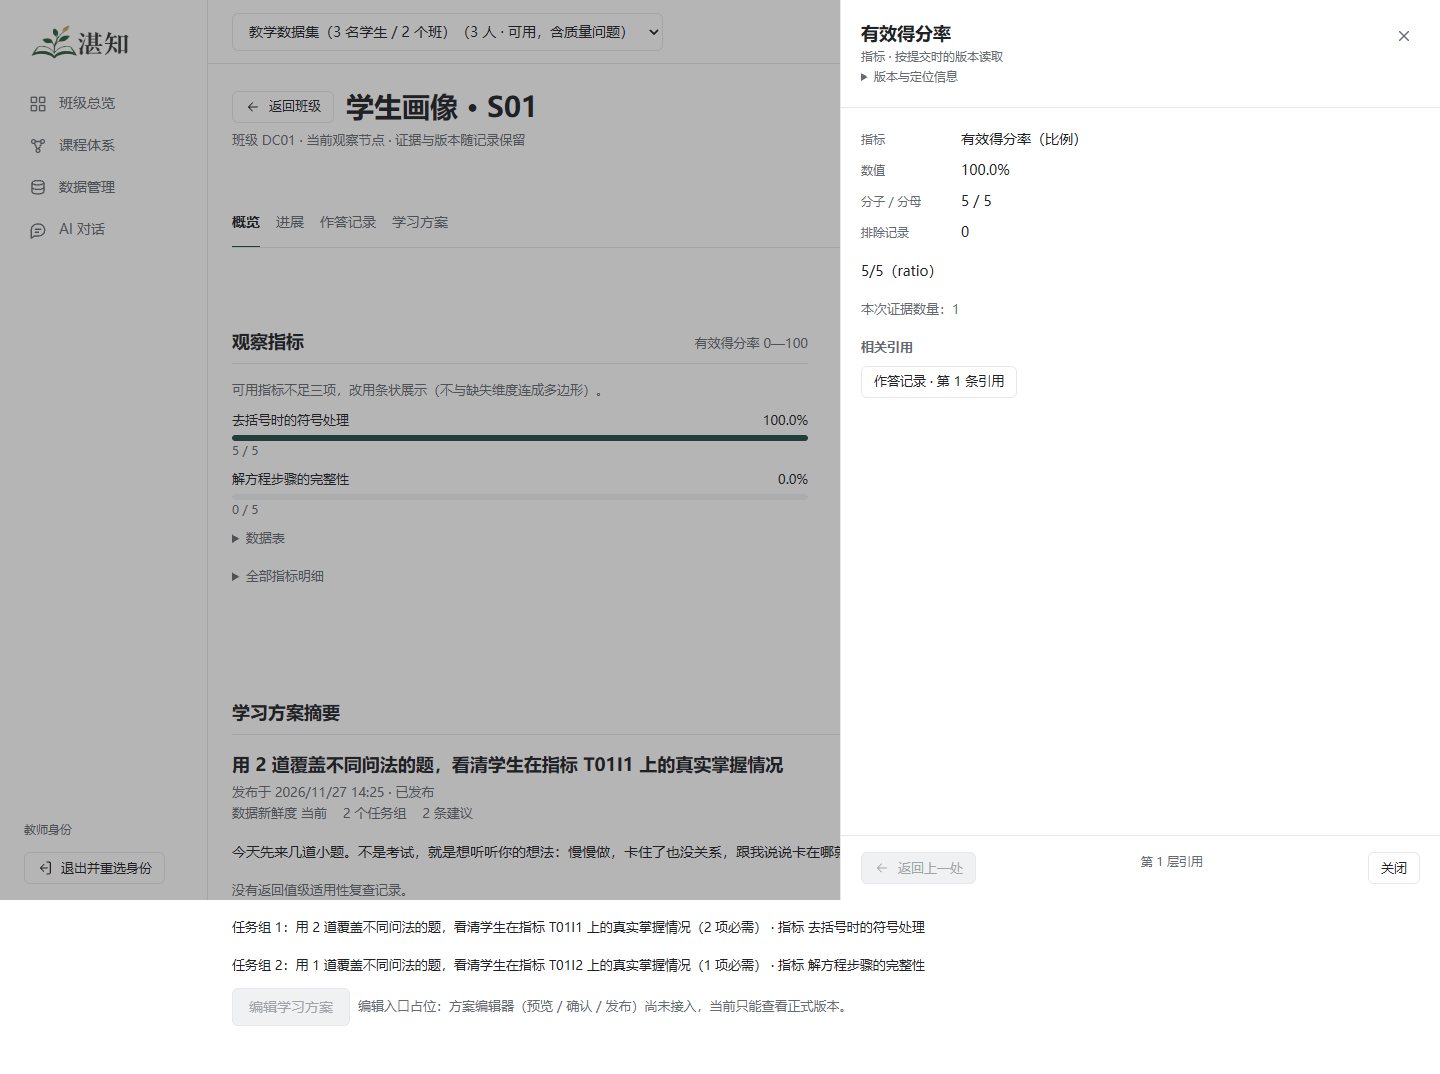 湛知
班级总览
课程体系
数据管理
AI 对话
教师身份
退出并重选身份
教学数据集（3 名学生 / 2 个班）（3 人 · 可用，含质量问题）
返回班级
学生画像 • S01
班级 DC01 · 当前观察节点 · 证据与版本随记录保留
概览 进展 作答记录 学习方案
观察指标 有效得分率 0—100
可用指标不足三项，改用条状展示（不与缺失维度连成多边形）。
去括号时的符号处理 100.0%
5 / 5
解方程步骤的完整性 0.0%
0 / 5
数据表
全部指标明细
学习方案摘要
用 2 道覆盖不同问法的题，看清学生在指标 T01I1 上的真实掌握情况
发布于 2026/11/27 14:25 · 已发布
数据新鲜度 当前 2 个任务组 2 条建议
今天先来几道小题。不是考试，就是想听听你的想法：慢慢做，卡住了也没关系，跟我说说卡在哪
没有返回值级适用性复查记录。
任务组 1：用 2 道覆盖不同问法的题，看清学生在指标 T01I1 上的真实掌握情况（2 项必需） · 指标 去括号时的符号处理
任务组 2：用 1 道覆盖不同问法的题，看清学生在指标 T01I2 上的真实掌握情况（1 项必需） · 指标 解方程步骤的完整性
编辑学习方案 编辑入口占位：方案编辑器（预览 / 确认 / 发布）尚未接入，当前只能查看正式版本。
有效得分率
指标 · 按提交时的版本读取
版本与定位信息
指标 有效得分率（比例）
数值 100.0%
分子 / 分母 5 / 5
排除记录 0
5/5（ratio）
本次证据数量：1
相关引用
作答记录 · 第 1 条引用
返回上一处 第 1 层引用 关闭